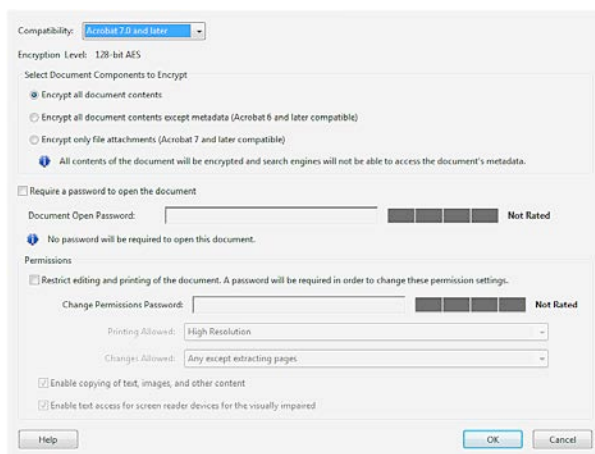 Compatibility: Acrobat 7.0 and later
Encryption Level: 128-bit AES
Select Document Components to Encrypt
Encrypt all document contents
Encrypt all document contents except metadata (Acrobat 6 and later compatible)
Encrypt only file attachments (Acrobat 7 and later compatible)
All contents of the document will be encrypted and search engines will not be able to access the document's metadata.
Require a password to open the document
Document Open Password: Not Rated
No password will be required to open this document.
Permissions
Restrict editing and printing of the document. A password will be required in order to change these permission settings.
Change Permissions Password: Not Rated
Printing Allowed: High Resolution
Changes Allowed: Any except extracting pages
Enable copying of text, images, and other content
Enable text access for screen reader devices for the visually impaired
Help OK Cancel